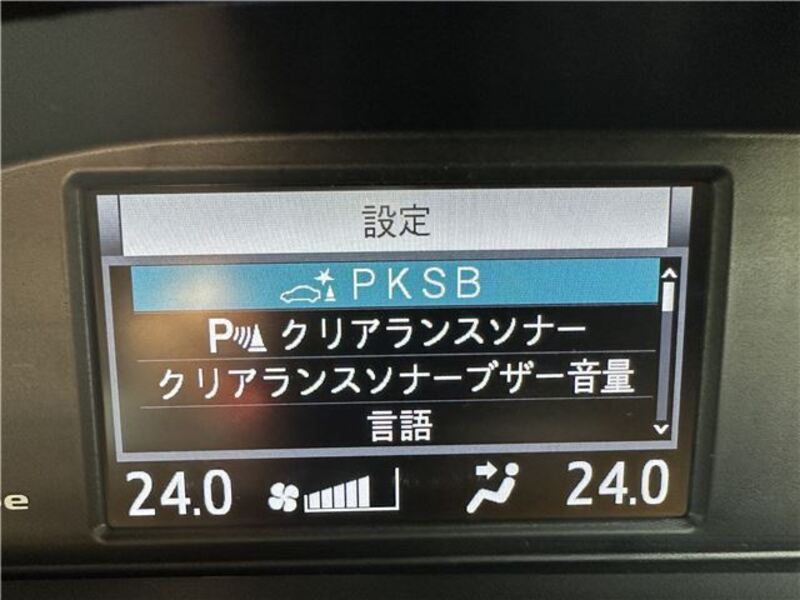 設定
PKSB
P クリアランスソナー
クリアランスソナーブザー音量
言語
24.0 24.0
e